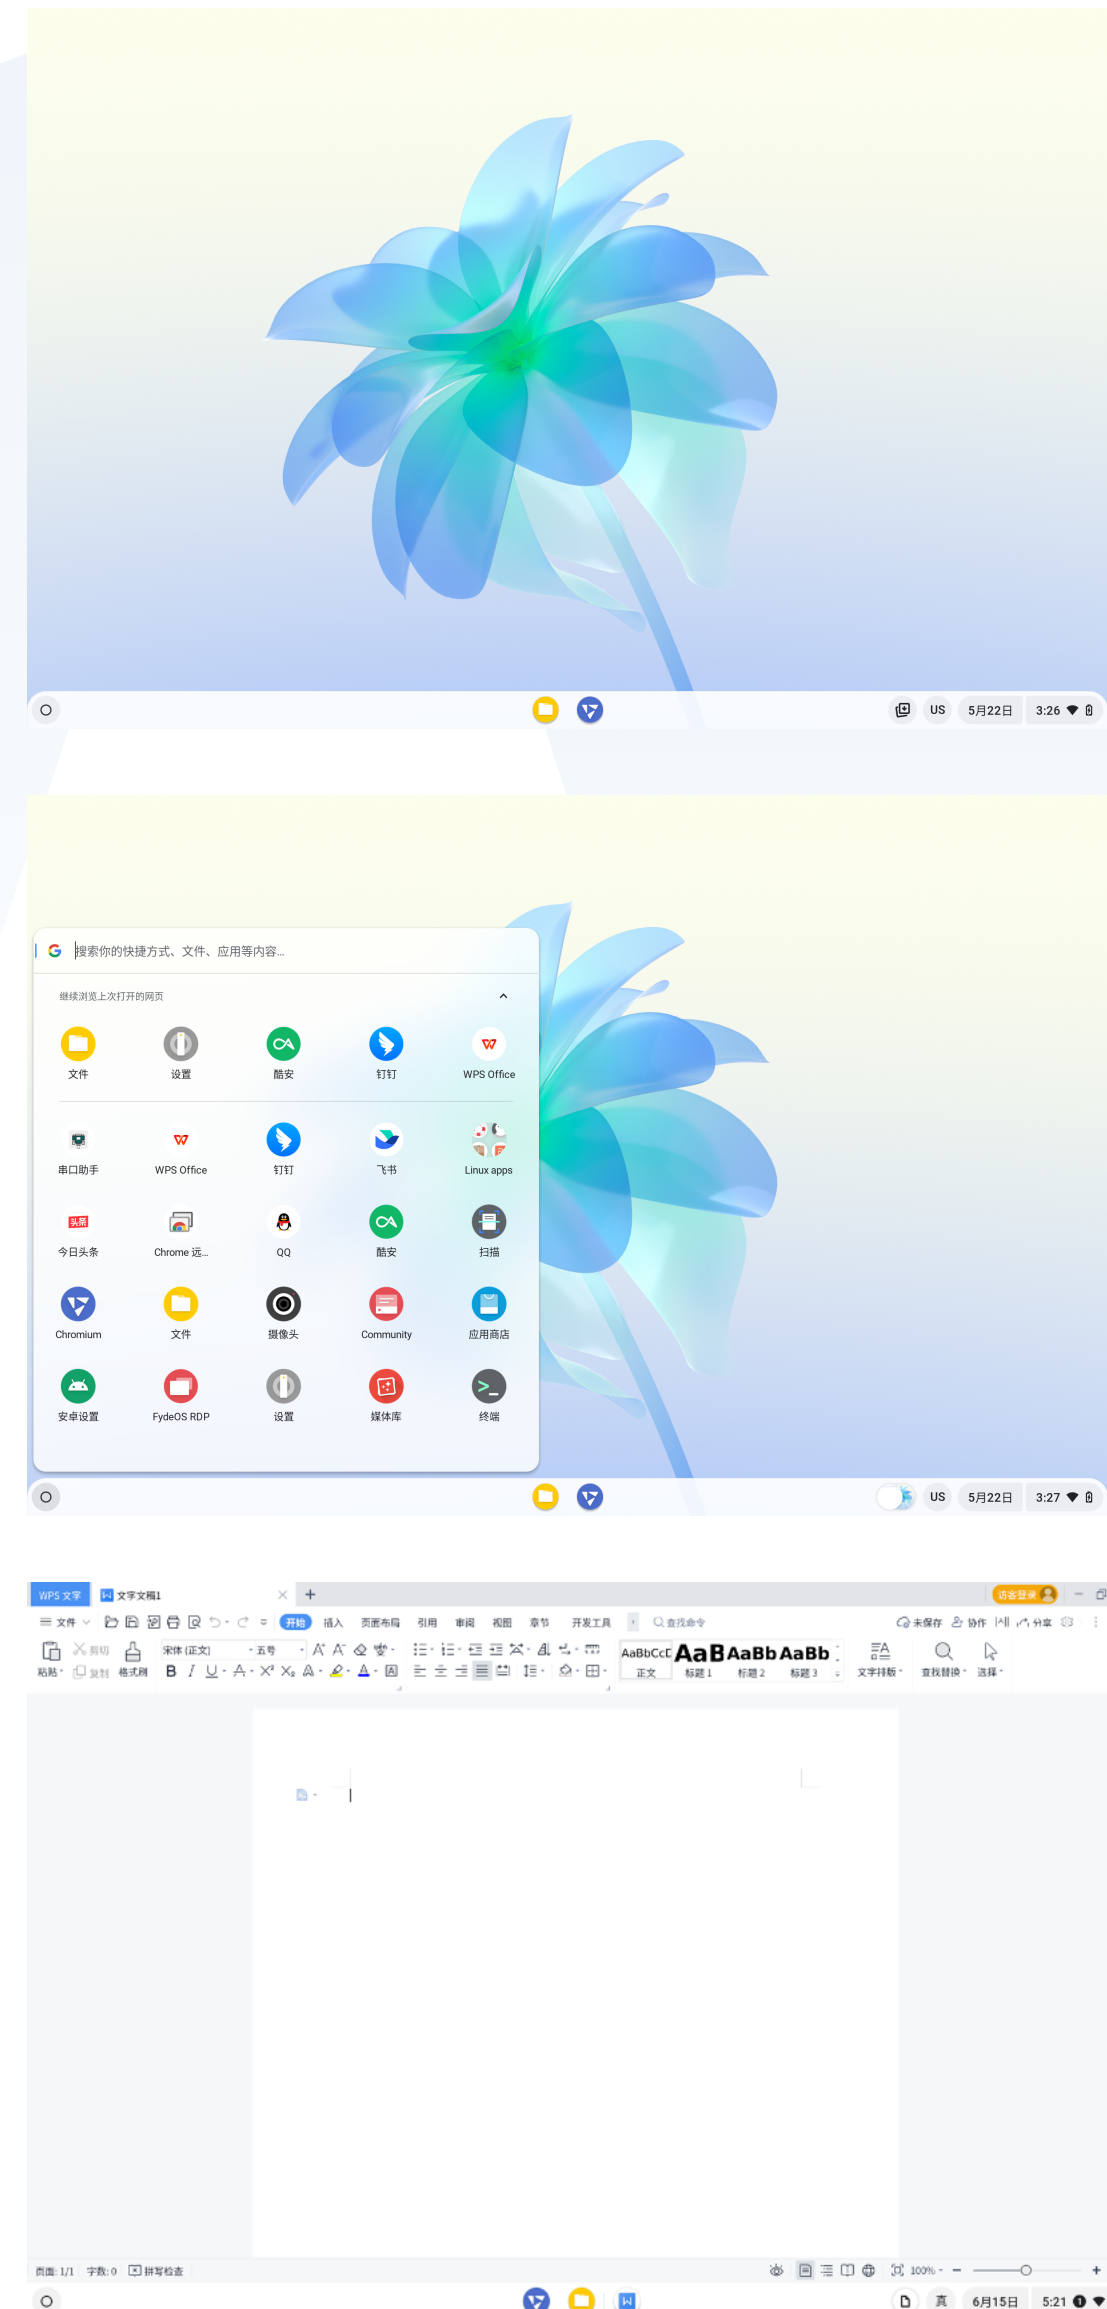 US 5月22日 3:26
搜索你的快捷方式、文件、应用等内容...
继续浏览上次打开的网页
文件 设置 酷安 钉钉 WPS Office
串口助手 WPS Office 钉钉 飞书 Linux apps
头条
今日头条 Chrome 远... QQ 酷安 扫描
Chromium 文件 摄像头 Community 应用商店
安卓设置 FydeOS RDP 设置 媒体库 终端
US 5月22日 3:27
WPS 文字 文字文稿1 访客登录
文件 开始 插入 页面布局 引用 审阅 视图 章节 开发工具 查找命令 未保存 协作 分享
剪切 宋体 (正文) 五号 AaBbCcD AaB AaBb AaBb
粘贴 复制 格式刷 正文 标题 1 标题 2 标题 3 文字排版 查找替换 选择
页面: 1/1 字数: 0 拼写检查 100%
真 6月15日 5:21 1